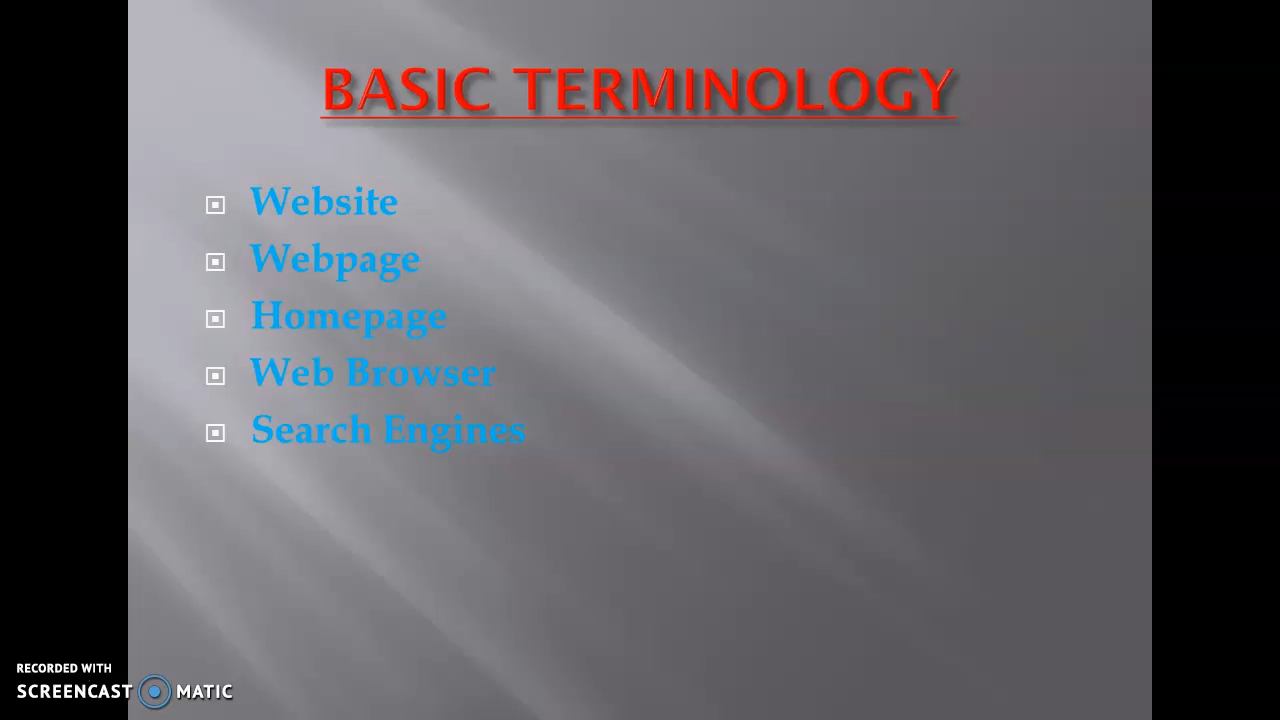 BASIC TERMINOLOGY
Website
Webpage
Homepage
Web Browser
Search Engines
RECORDED WITH
SCREENCAST MATIC